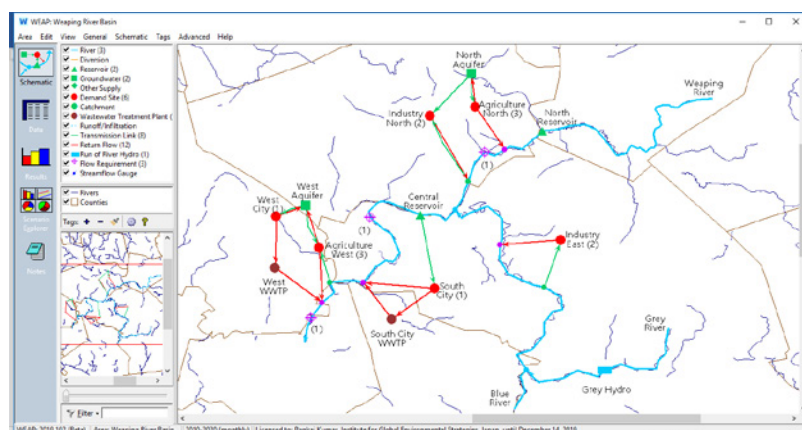 WEAP: Weaping River Basin
Area Edit View General Schematic Tags Advanced Help
Schematic
Data
Results
Scenario
Explorer
Notes
River (3)
Diversion
Reservoir (2)
Groundwater (2)
Other Supply
Demand Site (6)
Catchment
Wastewater Treatment Plant (
Runoff/Infiltration
Transmission Link (8)
Return Flow (12)
Run of River Hydro (1)
Flow Requirement (3)
Streamflow Gauge
Rivers
Counties
Tags:
Filter
North
Aquifer
Weaping
River
Industry
North (2)
Agriculture
North (3)
North
Reservoir
(1)
West
City (1)
West
Aquifer
Central
Reservoir
(1)
Agriculture
West (3)
Industry
East (2)
West
WWTP
South
City (1)
(1)
South City
WWTP
Grey
River
Blue
River
Grey Hydro